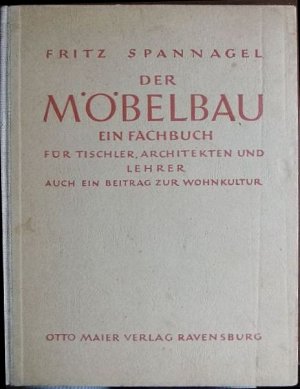 FRITZ SPANNAGEL
DER
MÖBELBAU
EIN FACHBUCH
FÜR TISCHLER, ARCHITEKTEN UND
LEHRER
AUCH EIN BEITRAG ZUR WOHNKULTUR
OTTO MAIER VERLAG RAVENSBURG